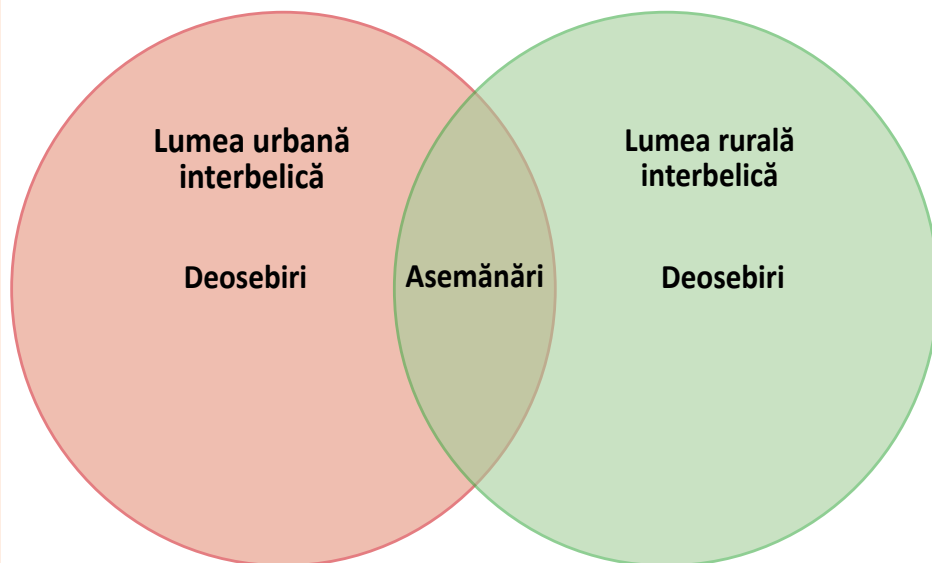 Lumea urbană
interbelică
Deosebiri
Asemănări
Lumea rurală
interbelică
Deosebiri